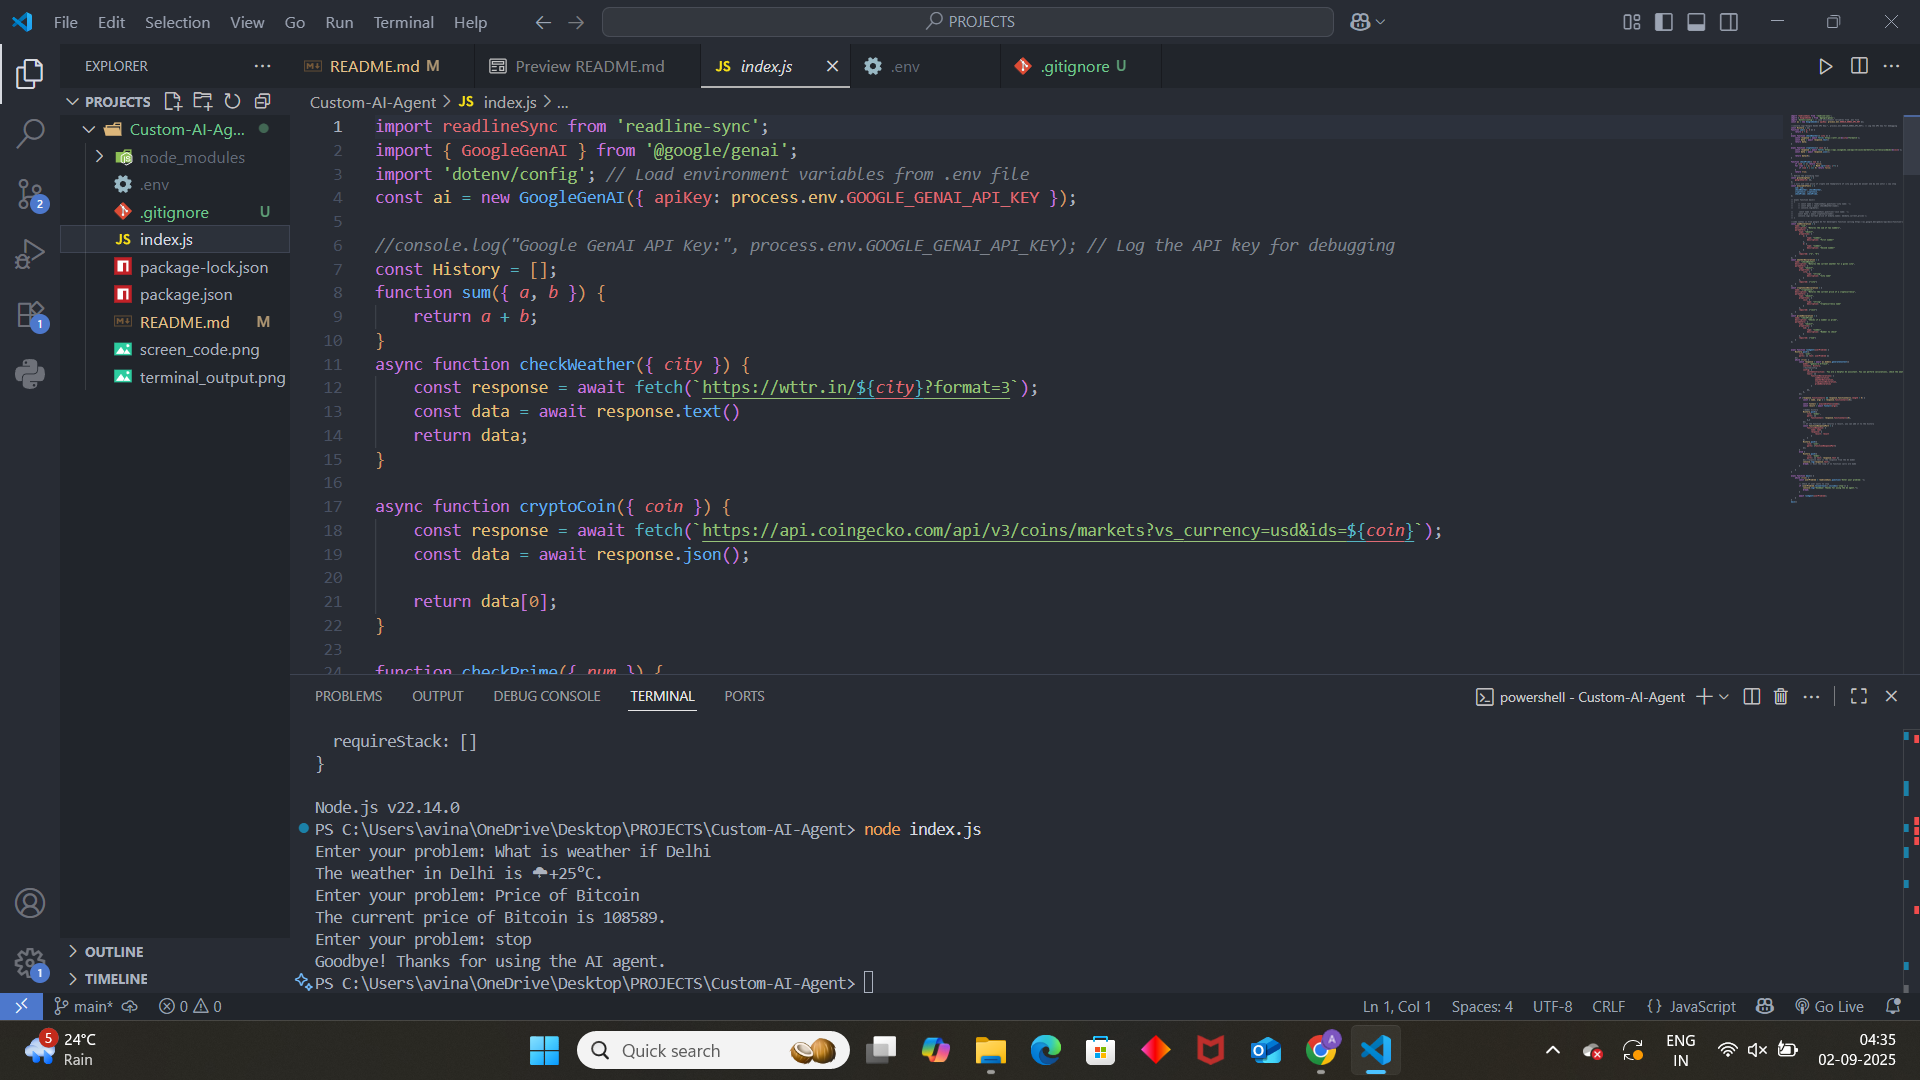 File Edit Selection View Go Run Terminal Help
PROJECTS
EXPLORER
README.md M
Preview README.md
JS index.js
.env
.gitignore U
PROJECTS
Custom-AI-Ag...
node_modules
.env
.gitignore U
JS index.js
package-lock.json
package.json
README.md M
screen_code.png
terminal_output.png
OUTLINE
TIMELINE
2
1
1
Custom-AI-Agent > JS index.js > ...
1 import readlineSync from 'readline-sync';
2 import { GoogleGenAI } from '@google/genai';
3 import 'dotenv/config'; // Load environment variables from .env file
4 const ai = new GoogleGenAI({ apiKey: process.env.GOOGLE_GENAI_API_KEY });
5
6 //console.log("Google GenAI API Key:", process.env.GOOGLE_GENAI_API_KEY); // Log the API key for debugging
7 const History = [];
8 function sum({ a, b }) {
9 return a + b;
10 }
11 async function checkWeather({ city }) {
12 const response = await fetch(`https://wttr.in/${city}?format=3`);
13 const data = await response.text()
14 return data;
15 }
16
17 async function cryptoCoin({ coin }) {
18 const response = await fetch(`https://api.coingecko.com/api/v3/coins/markets?vs_currency=usd&ids=${coin}`);
19 const data = await response.json();
20
21 return data[0];
22 }
23
24 function checkPrime({ num }) {
PROBLEMS OUTPUT DEBUG CONSOLE TERMINAL PORTS
powershell - Custom-AI-Agent
requireStack: []
}
Node.js v22.14.0
PS C:\Users\avina\OneDrive\Desktop\PROJECTS\Custom-AI-Agent> node index.js
Enter your problem: What is weather if Delhi
The weather in Delhi is 🌩+25°C.
Enter your problem: Price of Bitcoin
The current price of Bitcoin is 108589.
Enter your problem: stop
Goodbye! Thanks for using the AI agent.
PS C:\Users\avina\OneDrive\Desktop\PROJECTS\Custom-AI-Agent>
main* 0 0
Ln 1, Col 1 Spaces: 4 UTF-8 CRLF {} JavaScript Go Live
5
24°C
Rain
Quick search
A
ENG
IN
04:35
02-09-2025